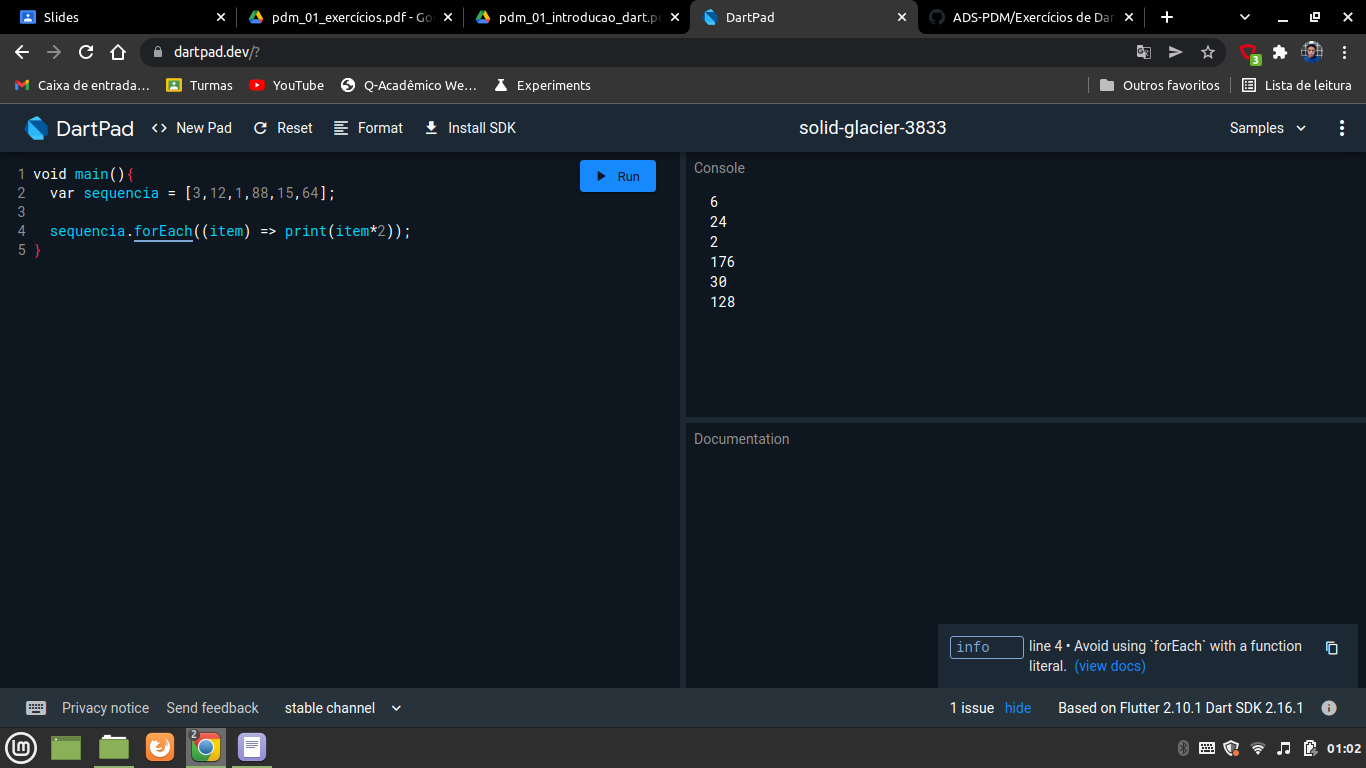 Slides
pdm_01_exercícios.pdf - Go
pdm_01_introducao_dart.p
DartPad
ADS-PDM/Exercícios de Dar
dartpad.dev/?
3
Caixa de entrada…
Turmas
YouTube
Q-Acadêmico We…
Experiments
Outros favoritos
Lista de leitura
DartPad
<> New Pad
Reset
Format
Install SDK
solid-glacier-3833
Samples
1 void main(){
2   var sequencia = [3,12,1,88,15,64];
3
4   sequencia.forEach((item) => print(item*2));
5 }
Run
Console
6
24
2
176
30
128
Documentation
info line 4 • Avoid using `forEach` with a function
literal. (view docs)
Privacy notice
Send feedback
stable channel
1 issue hide
Based on Flutter 2.10.1 Dart SDK 2.16.1
2
01:02